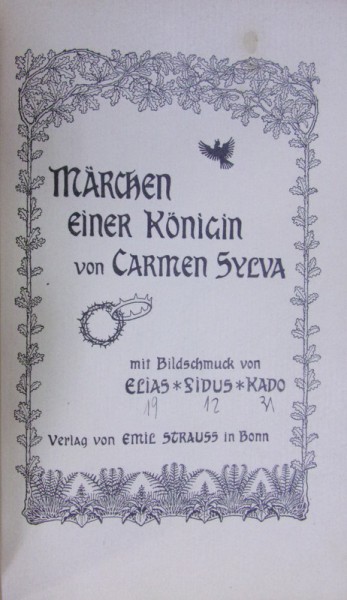 Märchen
einer Königin
von Carmen Sylva
mit Bildschmuck von
Elias * Fidus * Kado
19 12 31
Verlag von Emil Strauss in Bonn